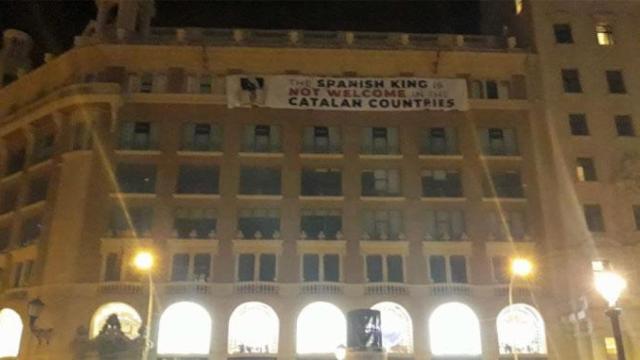 THE SPANISH KING IS
NOT WELCOME IN THE
CATALAN COUNTRIES